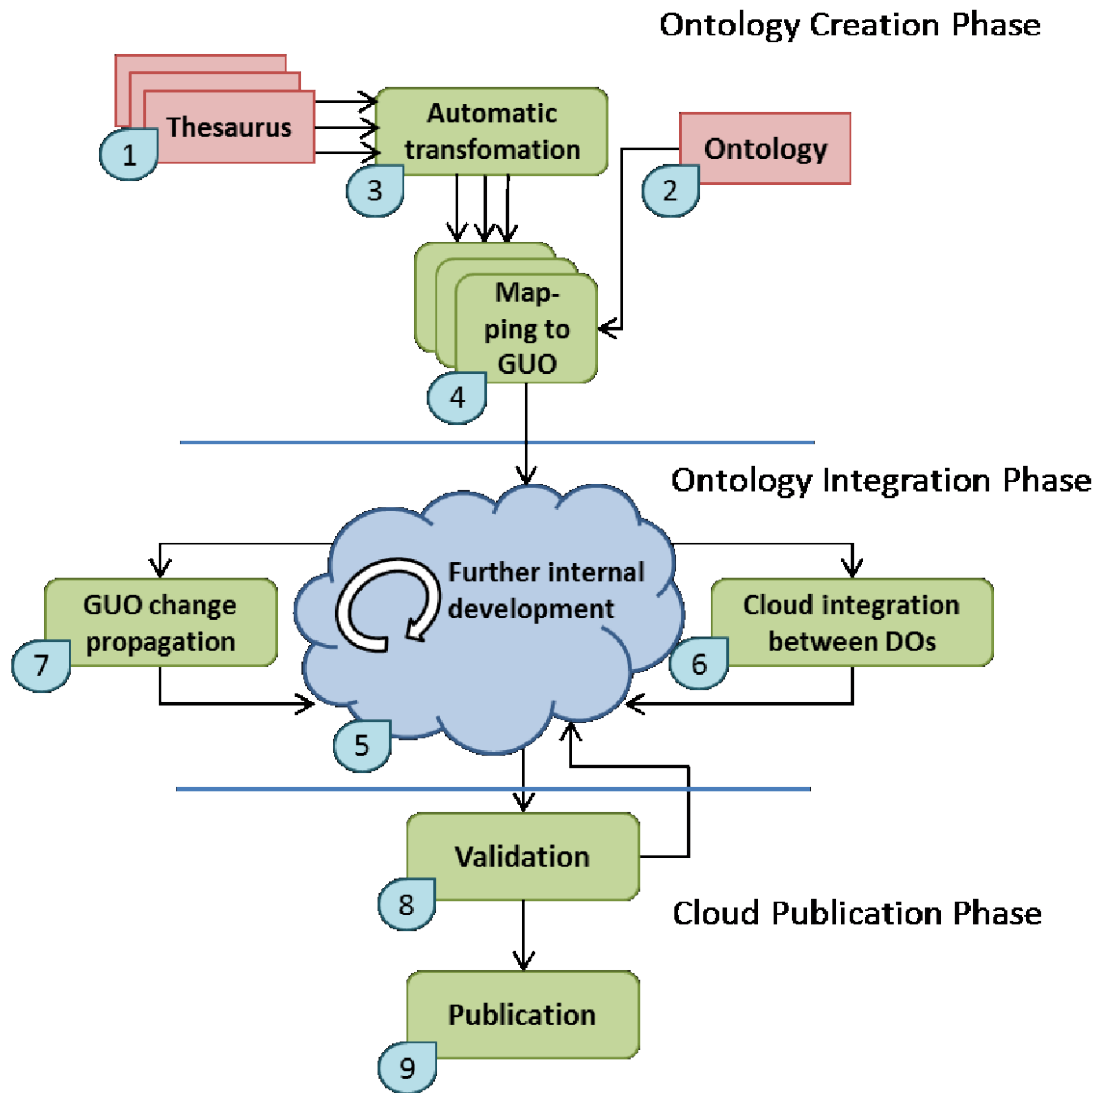 Ontology Creation Phase
Thesaurus
1
Automatic
transfomation
3
Ontology
2
Map-
ping to
GUO
4
Ontology Integration Phase
Further internal
development
5
GUO change
propagation
7
Cloud integration
between DOs
6
Validation
8
Cloud Publication Phase
Publication
9